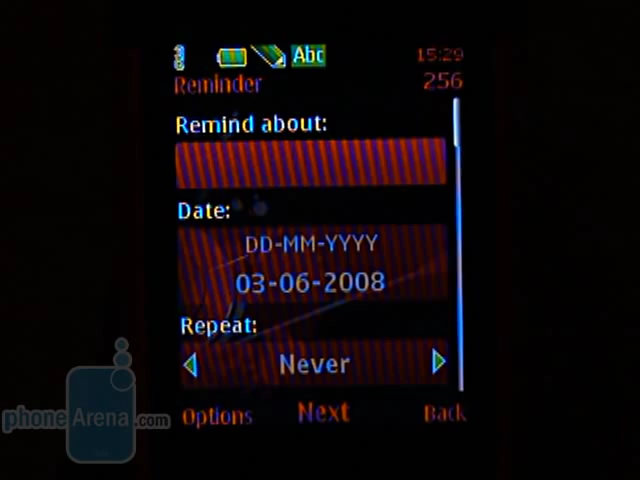 Abc 15:29
Reminder 256
Remind about:
Date:
DD-MM-YYYY
03-06-2008
Repeat:
Never
Options Next Back
phoneArena.com